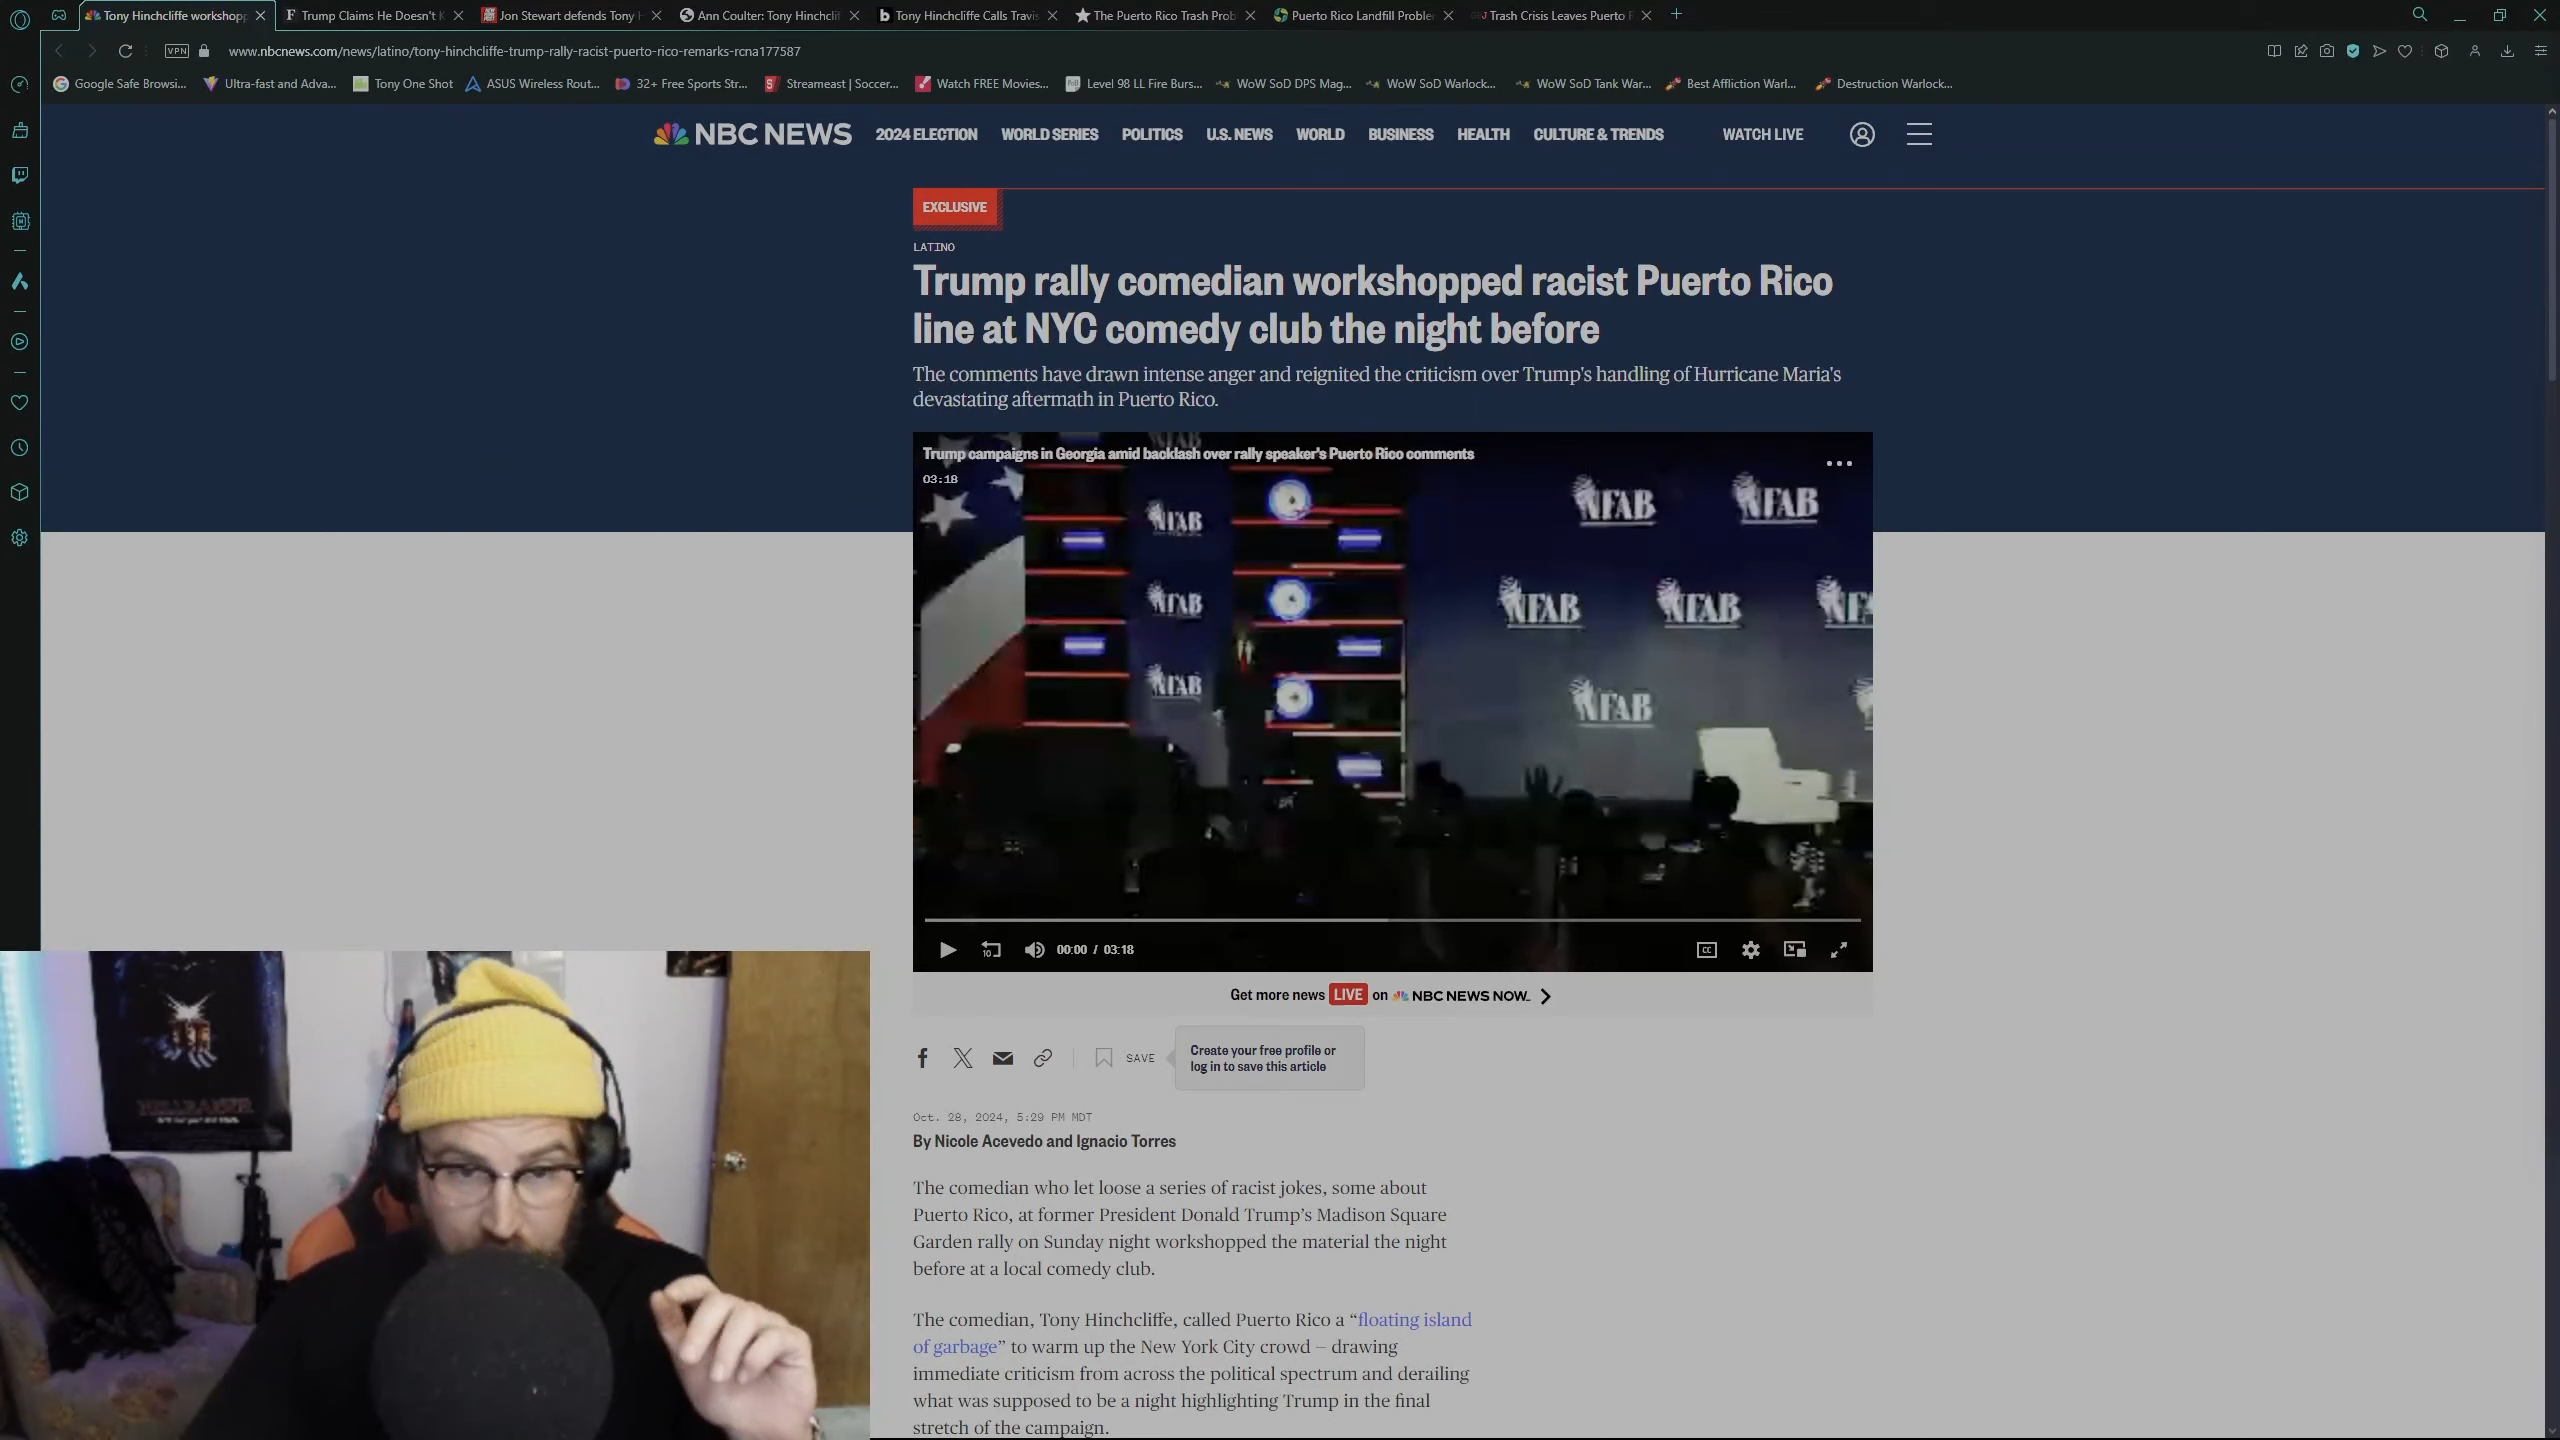 Tony Hinchcliffe workshopp
Trump Claims He Doesn't K
Jon Stewart defends Tony H
Ann Coulter: Tony Hinchclif
Tony Hinchcliffe Calls Travis
The Puerto Rico Trash Prob
Puerto Rico Landfill Proble
Trash Crisis Leaves Puerto R
VPN
www.nbcnews.com/news/latino/tony-hinchcliffe-trump-rally-racist-puerto-rico-remarks-rcna177587
Google Safe Browsi...
Ultra-fast and Adva...
Tony One Shot
ASUS Wireless Rout...
32+ Free Sports Str...
Streameast | Soccer...
Watch FREE Movies...
Level 98 LL Fire Burs...
WoW SoD DPS Mag...
WoW SoD Warlock...
WoW SoD Tank War...
Best Affliction Warl...
Destruction Warlock...
NBC NEWS
2024 ELECTION
WORLD SERIES
POLITICS
U.S. NEWS
WORLD
BUSINESS
HEALTH
CULTURE & TRENDS
WATCH LIVE
EXCLUSIVE
LATINO
Trump rally comedian workshopped racist Puerto Rico
line at NYC comedy club the night before
The comments have drawn intense anger and reignited the criticism over Trump's handling of Hurricane Maria's
devastating aftermath in Puerto Rico.
Trump campaigns in Georgia amid backlash over rally speaker's Puerto Rico comments
03:18
NFAB
NFAB
NFAB
NFAB
NFAB
NFAB
NFAB
NFAB
00:00 / 03:18
CC
Get more news LIVE on NBC NEWS NOW
SAVE
Create your free profile or
log in to save this article
Oct. 28, 2024, 5:29 PM MDT
By Nicole Acevedo and Ignacio Torres
The comedian who let loose a series of racist jokes, some about
Puerto Rico, at former President Donald Trump's Madison Square
Garden rally on Sunday night workshopped the material the night
before at a local comedy club.
The comedian, Tony Hinchcliffe, called Puerto Rico a “floating island
of garbage” to warm up the New York City crowd — drawing
immediate criticism from across the political spectrum and derailing
what was supposed to be a night highlighting Trump in the final
stretch of the campaign.
HELLRAISER